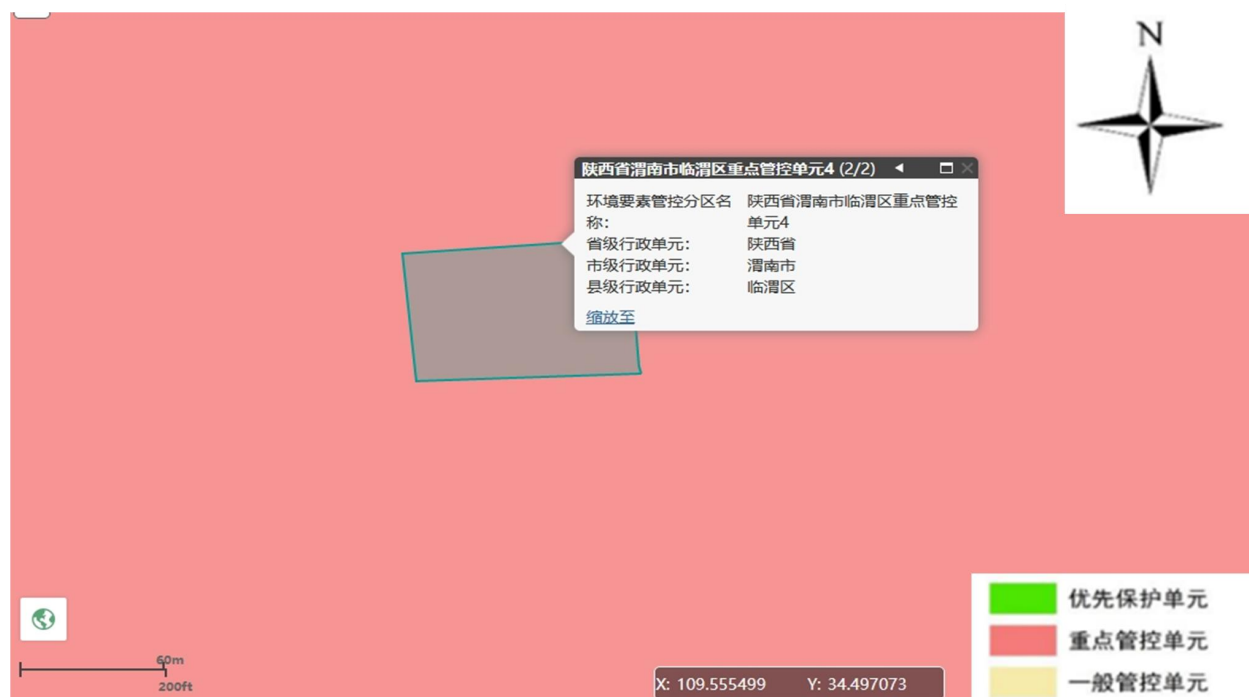 N
陕西省渭南市临渭区重点管控单元4 (2/2)
环境要素管控分区名称:
陕西省渭南市临渭区重点管控单元4
省级行政单元: 陕西省
市级行政单元: 渭南市
县级行政单元: 临渭区
缩放至
优先保护单元
重点管控单元
一般管控单元
60m
200ft
X: 109.555499 Y: 34.497073